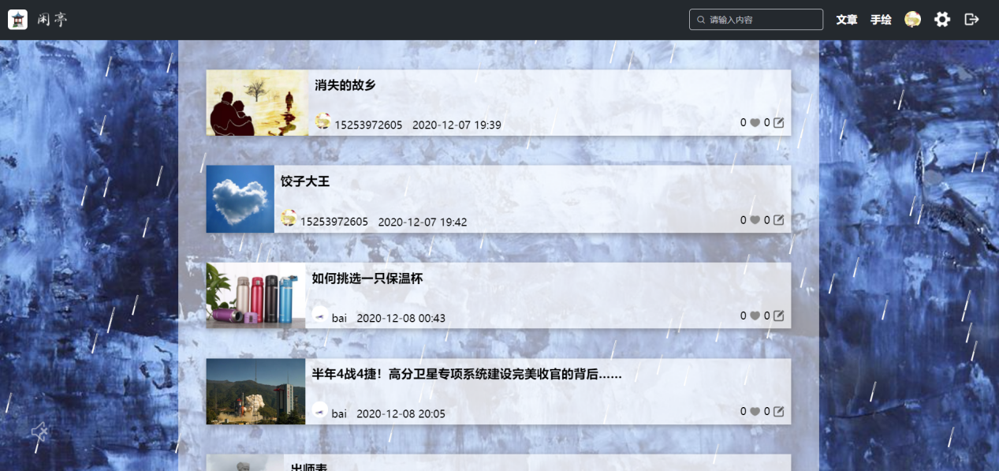 闲亭
请输入内容
文章 手绘
消失的故乡
15253972605 2020-12-07 19:39
0 0
饺子大王
15253972605 2020-12-07 19:42
0 0
如何挑选一只保温杯
bai 2020-12-08 00:43
0 0
半年4战4捷！高分卫星专项系统建设完美收官的背后……
bai 2020-12-08 20:05
0 0
出师表